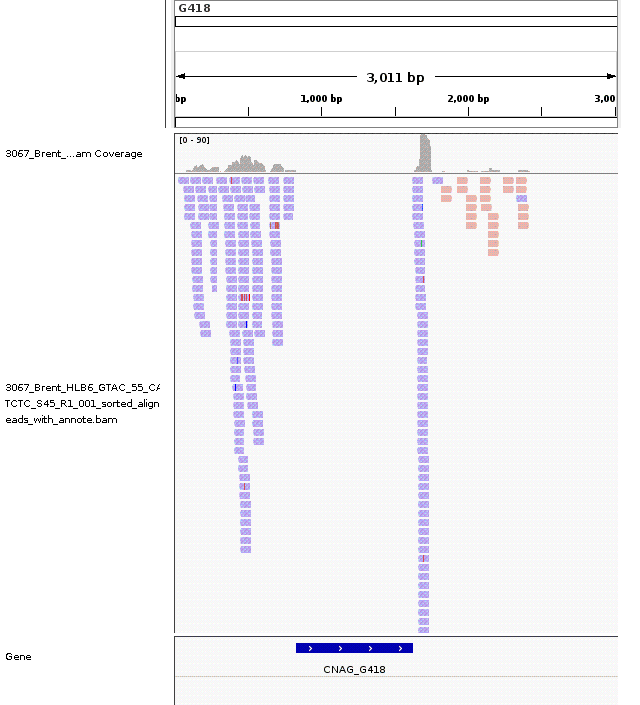 G418
3,011 bp
bp 1,000 bp 2,000 bp 3,00
[0 - 90]
3067_Brent_...am Coverage
3067_Brent_HLB6_GTAC_55_CA
TCTC_S45_R1_001_sorted_align
eads_with_annote.bam
Gene
CNAG_G418